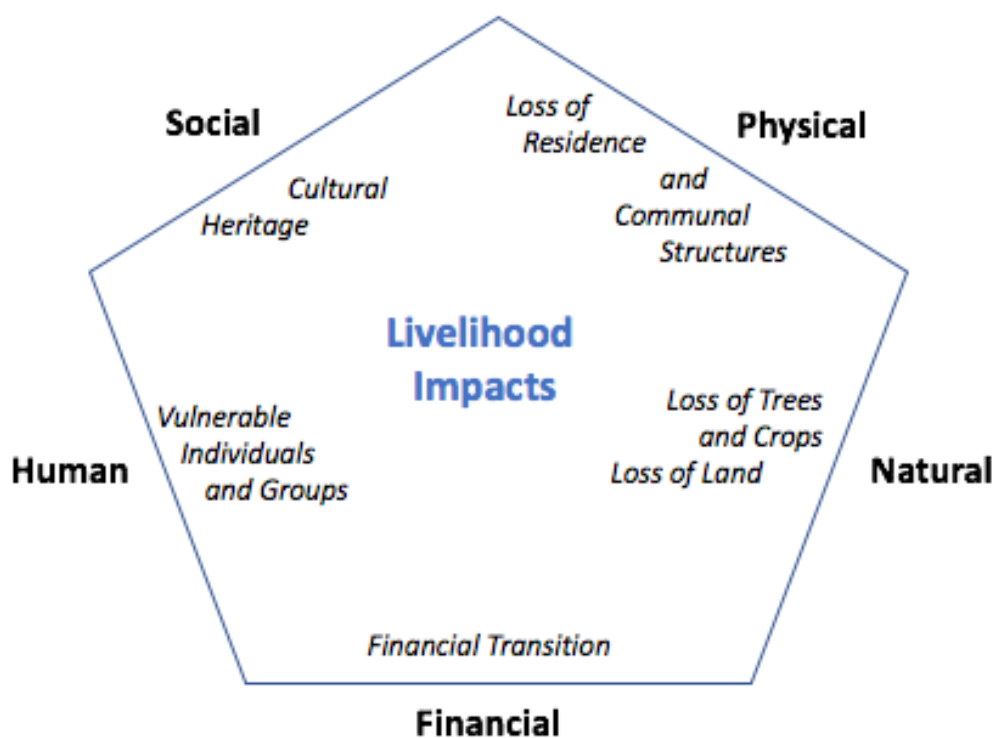 Social
Physical
Loss of
Residence
and
Communal
Structures
Cultural
Heritage
Livelihood
Impacts
Vulnerable
Individuals
and Groups
Human
Loss of Trees
and Crops
Loss of Land
Natural
Financial Transition
Financial